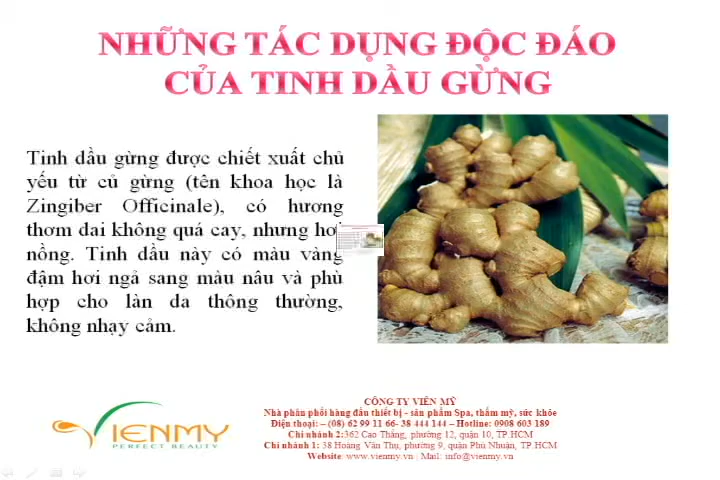 NHỮNG TÁC DỤNG ĐỘC ĐÁO
CỦA TINH DẦU GỪNG
Tinh dầu gừng được chiết xuất chủ
yếu từ củ gừng (tên khoa học là
Zingiber Officinale), có hương
thơm dai không quá cay, nhưng hơi
nồng. Tinh dầu này có màu vàng
đậm hơi ngả sang màu nâu và phù
hợp cho làn da thông thường,
không nhạy cảm.
VIENMY
PERFECT BEAUTY
CÔNG TY VIÊN MỸ
Nhà phân phối hàng đầu thiết bị - sản phẩm Spa, thẩm mỹ, sức khỏe
Điện thoại: – (08) 62 99 11 66- 38 444 144 – Hotline: 0908 603 189
Chi nhánh 2:362 Cao Thắng, phường 12, quận 10, TP.HCM
Chi nhánh 1: 38 Hoàng Văn Thụ, phường 9, quận Phú Nhuận, TP.HCM
Website: www.vienmy.vn | Mail: info@vienmy.vn